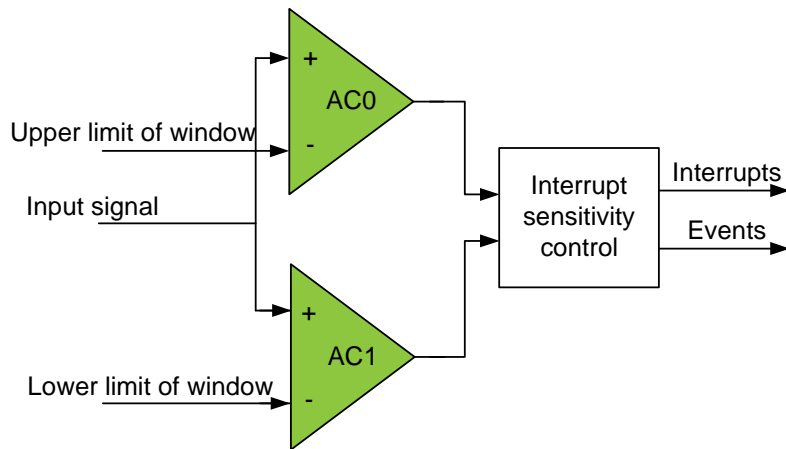 +
AC0
-
Upper limit of window
Input signal
+
AC1
-
Lower limit of window
Interrupt
sensitivity
control
Interrupts
Events